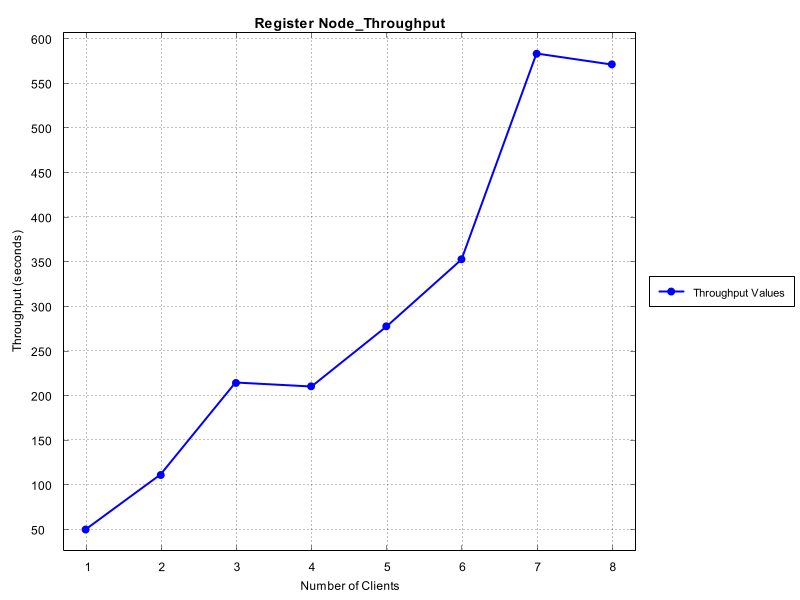 Register Node_Throughput
600
550
500
450
400
350
300
250
200
150
100
50
Throughput (seconds)
1 2 3 4 5 6 7 8
Number of Clients
Throughput Values